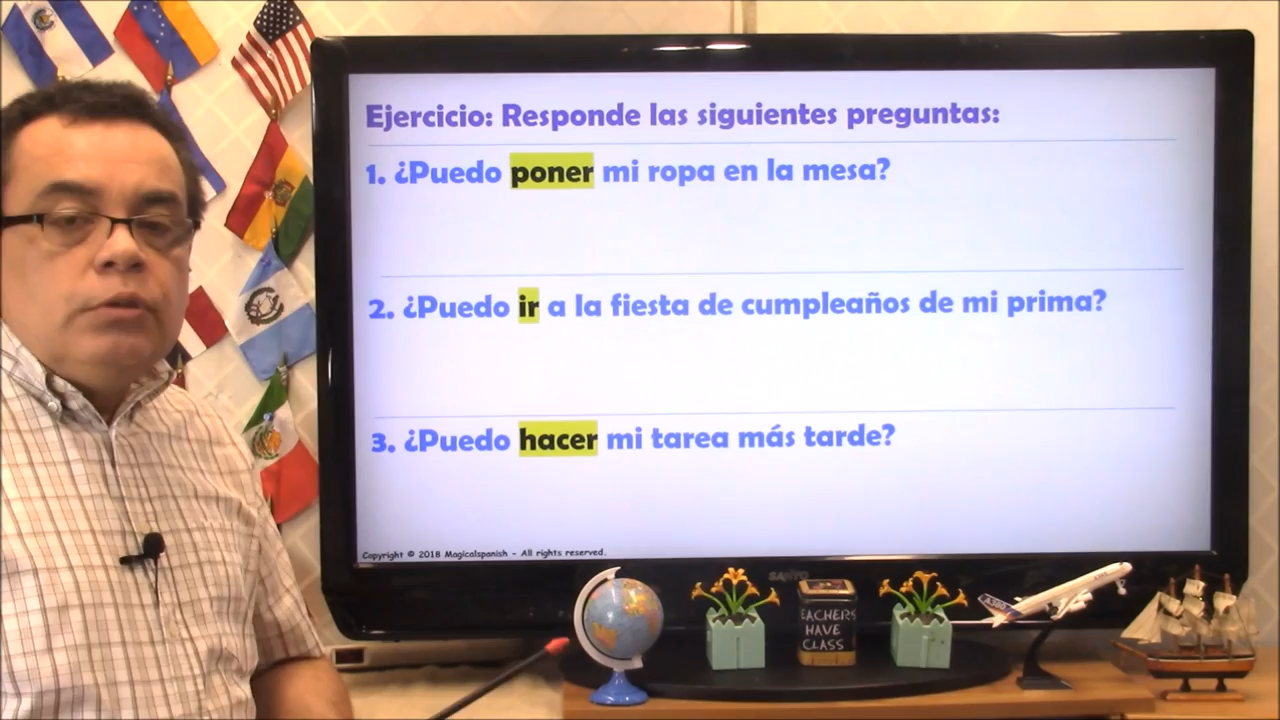 Ejercicio: Responde las siguientes preguntas:
1. ¿Puedo poner mi ropa en la mesa?
2. ¿Puedo ir a la fiesta de cumpleaños de mi prima?
3. ¿Puedo hacer mi tarea más tarde?
Copyright © 2018 Magicalspanish - All rights reserved.
SANYO
TEACHERS
HAVE
CLASS
A380